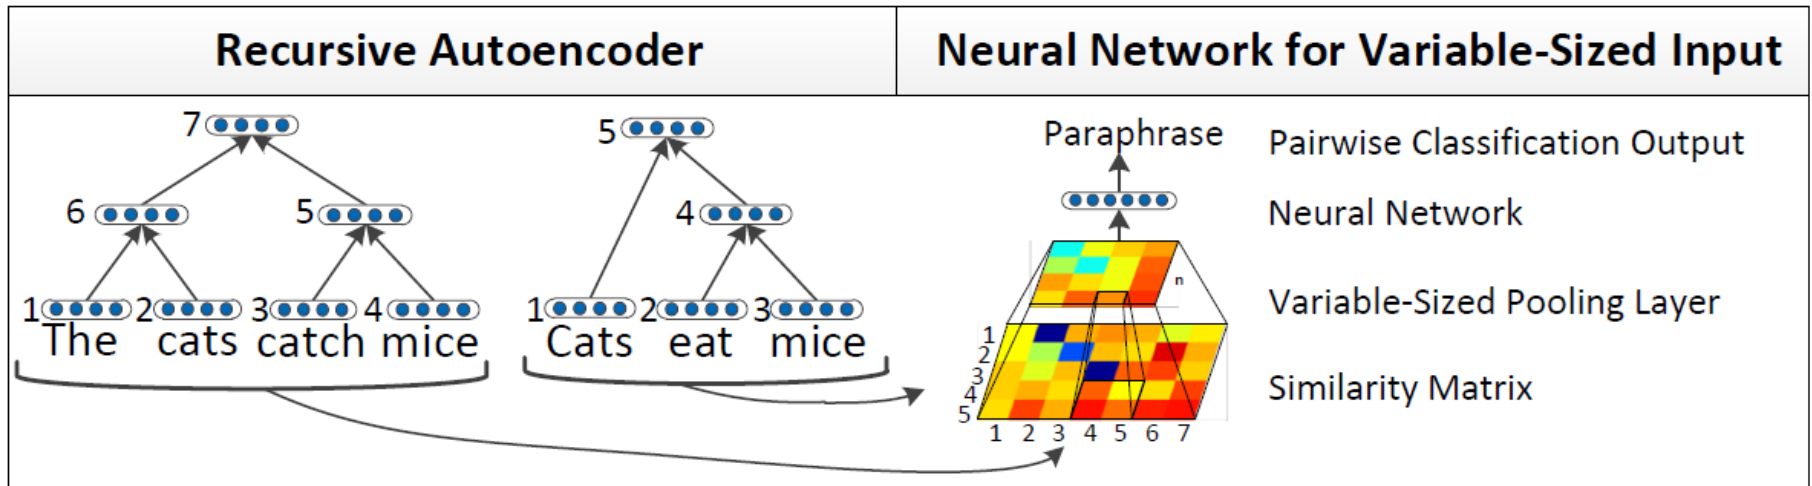 Recursive Autoencoder
Neural Network for Variable-Sized Input
7
6 5
1 2 3 4
The cats catch mice
5
4
1 2 3
Cats eat mice
Paraphrase
n
1
2
3
4
5
1 2 3 4 5 6 7
Pairwise Classification Output
Neural Network
Variable-Sized Pooling Layer
Similarity Matrix